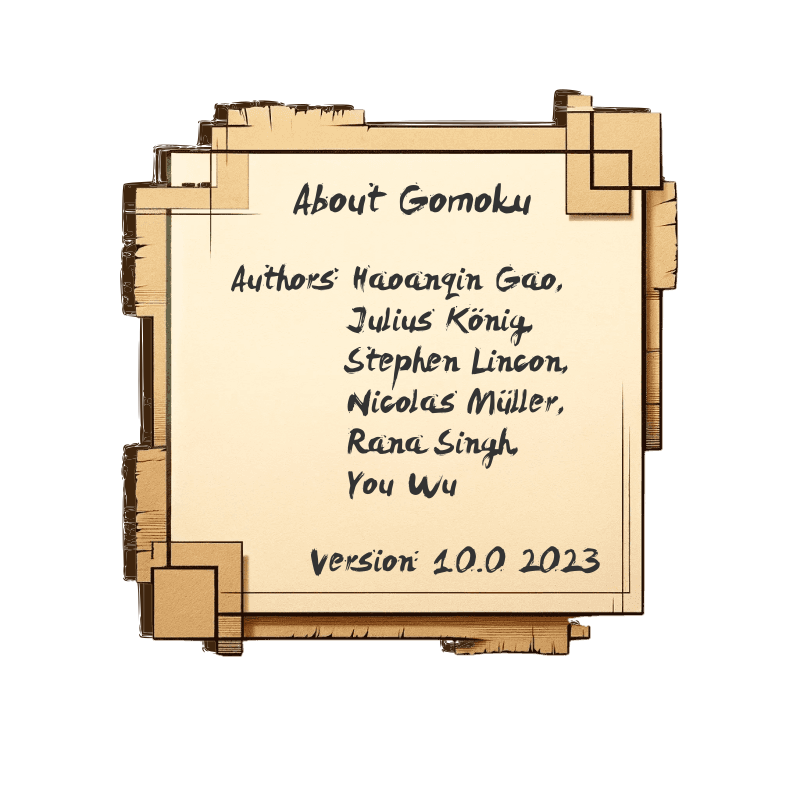 About Gomoku
Authors: Haoanqin Gao,
Julius König,
Stephen Lincon,
Nicolas Müller,
Rana Singh,
You Wu
Version: 1.0.0 2023